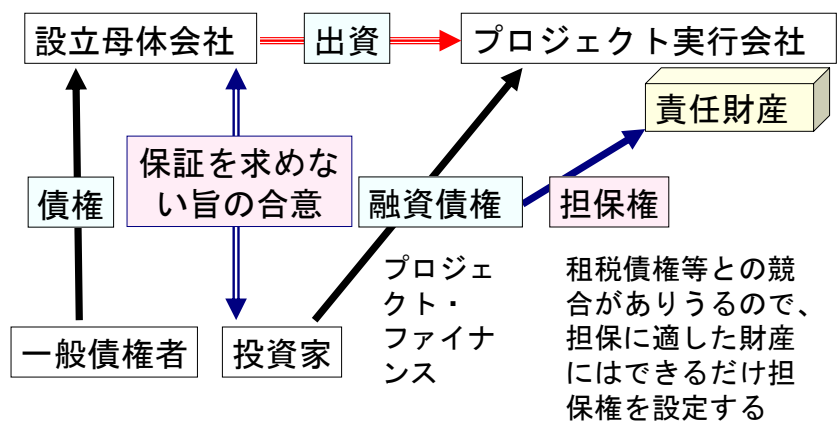 設立母体会社
出資
プロジェクト実行会社
責任財産
保証を求めな
い旨の合意
債権
融資債権
担保権
プロジェ
クト・
ファイナ
ンス
租税債権等との競
合がありうるので、
担保に適した財産
にはできるだけ担
保権を設定する
一般債権者
投資家